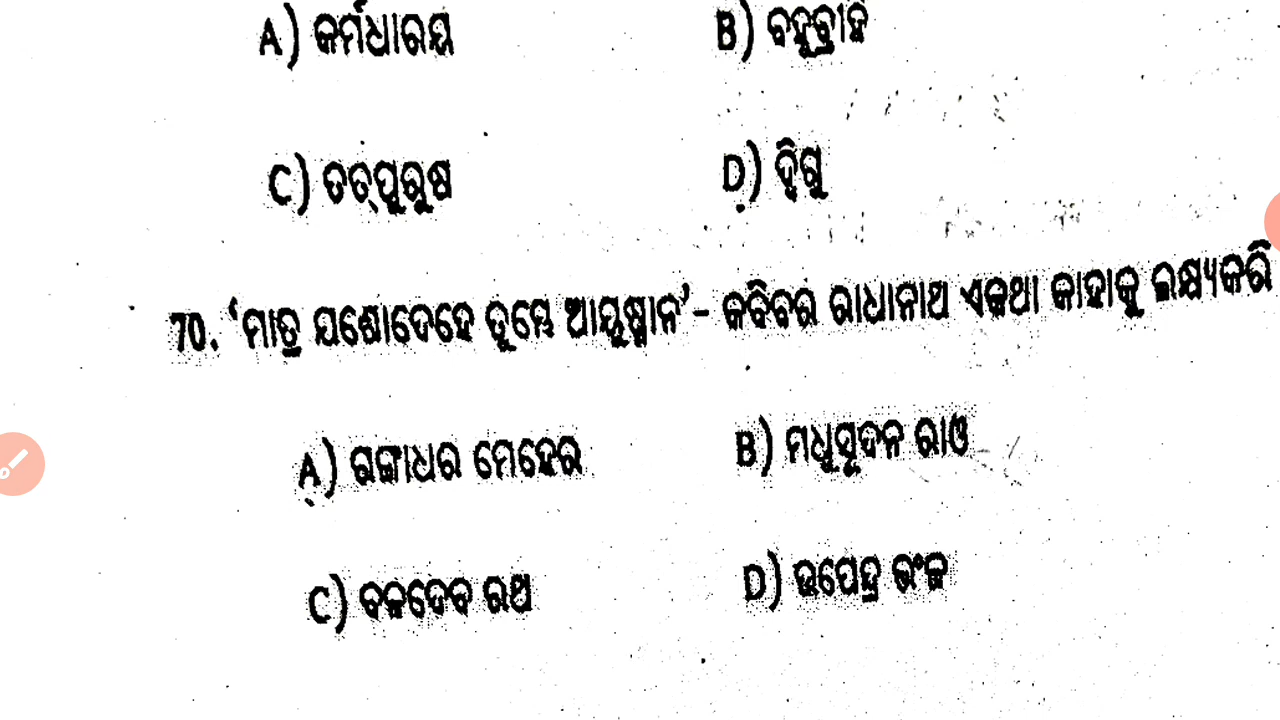 A) କର୍ମଧାରୟ B) ବହୁବ୍ରୀହି
C) ତତ୍ପୁରୁଷ D) ଦ୍ୱିଗୁ
70. ‘ମାତ୍ର ଯଶୋଦେହେ ତୁମ୍ଭେ ଆୟୁଷ୍ମାନ’– କବିବର ରାଧାନାଥ ଏକଥା କାହାକୁ ଲକ୍ଷ୍ୟକରି
A) ଗଙ୍ଗାଧର ମେହେର B) ମଧୁସୂଦନ ରାଓ
C) ବଳଦେବ ରଥ D) ଉପେନ୍ଦ୍ର ଭଂଜ